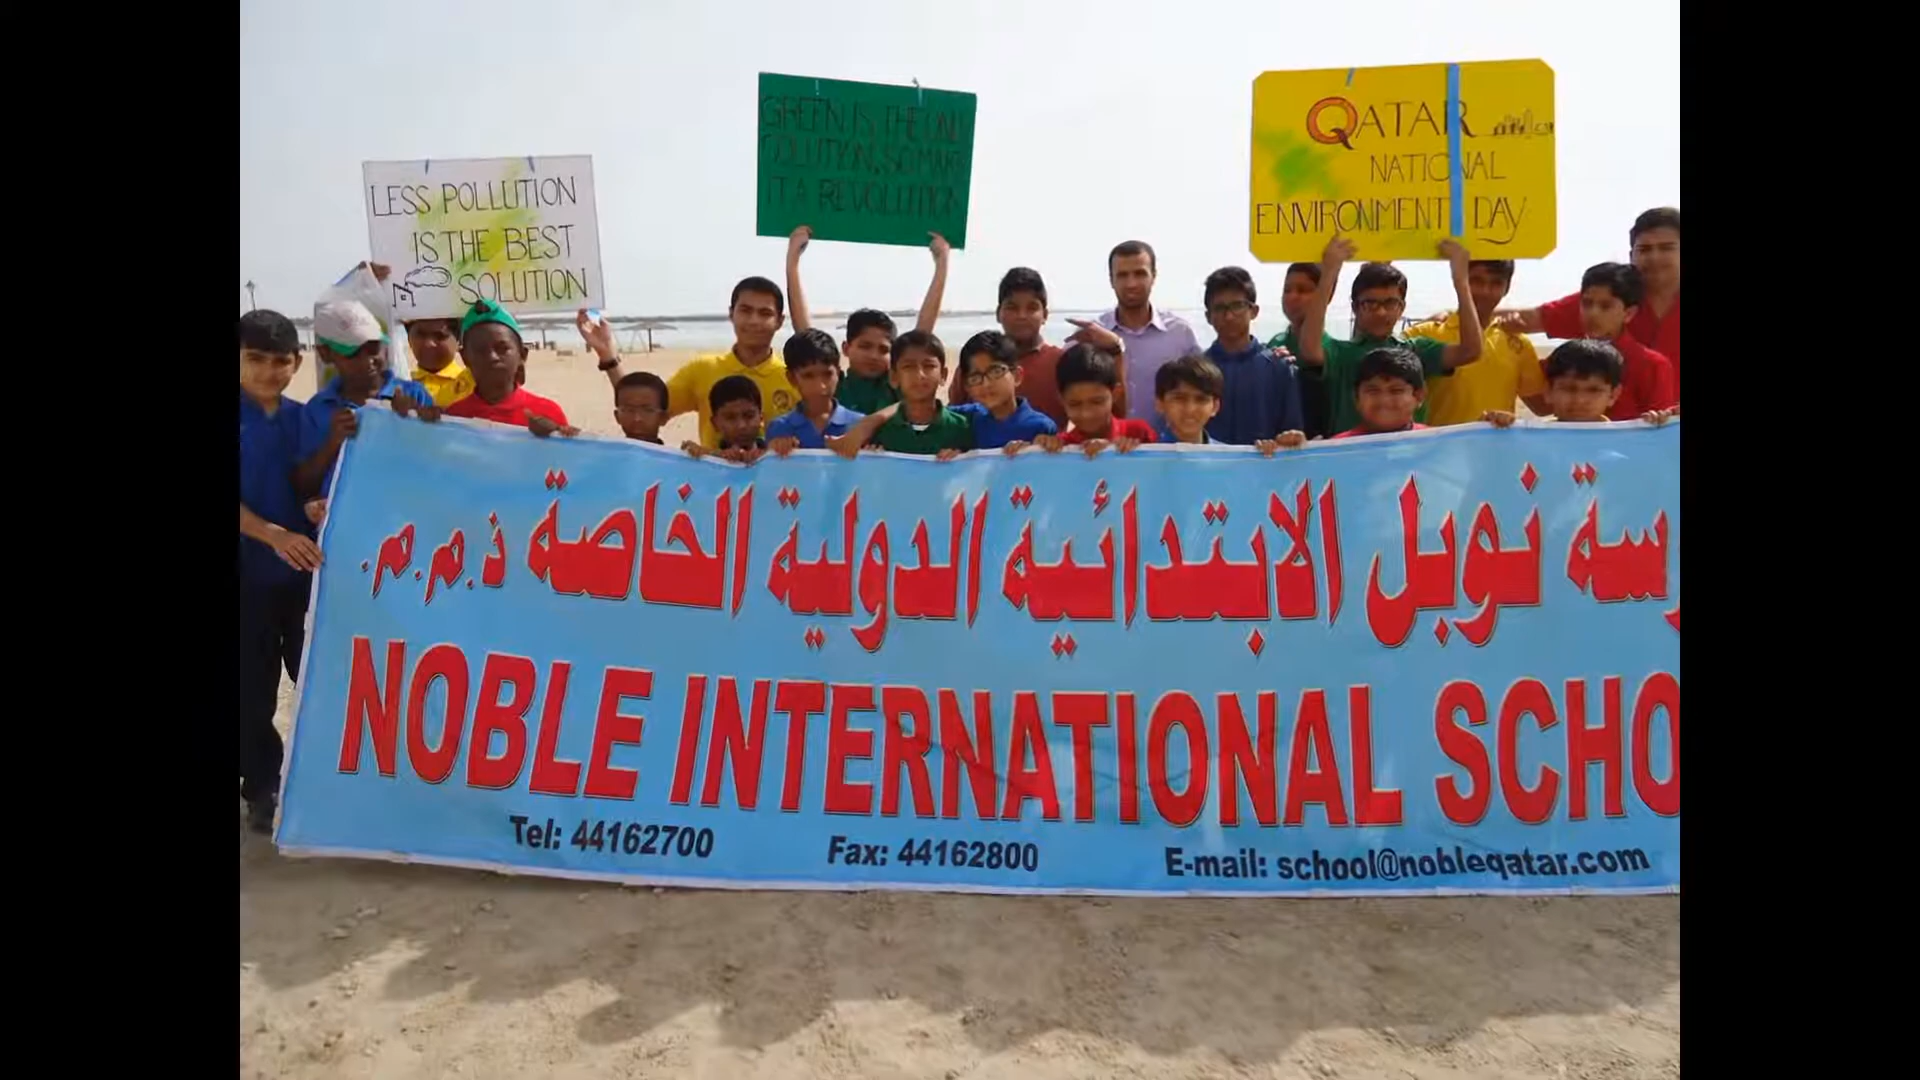 LESS POLLUTION
IS THE BEST
SOLUTION
GREEN IS THE ONLY
SOLUTION, SO MAKE
IT A REVOLUTION
QATAR
NATIONAL
ENVIRONMENT DAY
رسة نوبل الابتدائية الدولية الخاصة ذ.م.م.
NOBLE INTERNATIONAL SCHO
Tel: 44162700 Fax: 44162800 E-mail: school@nobleqatar.com